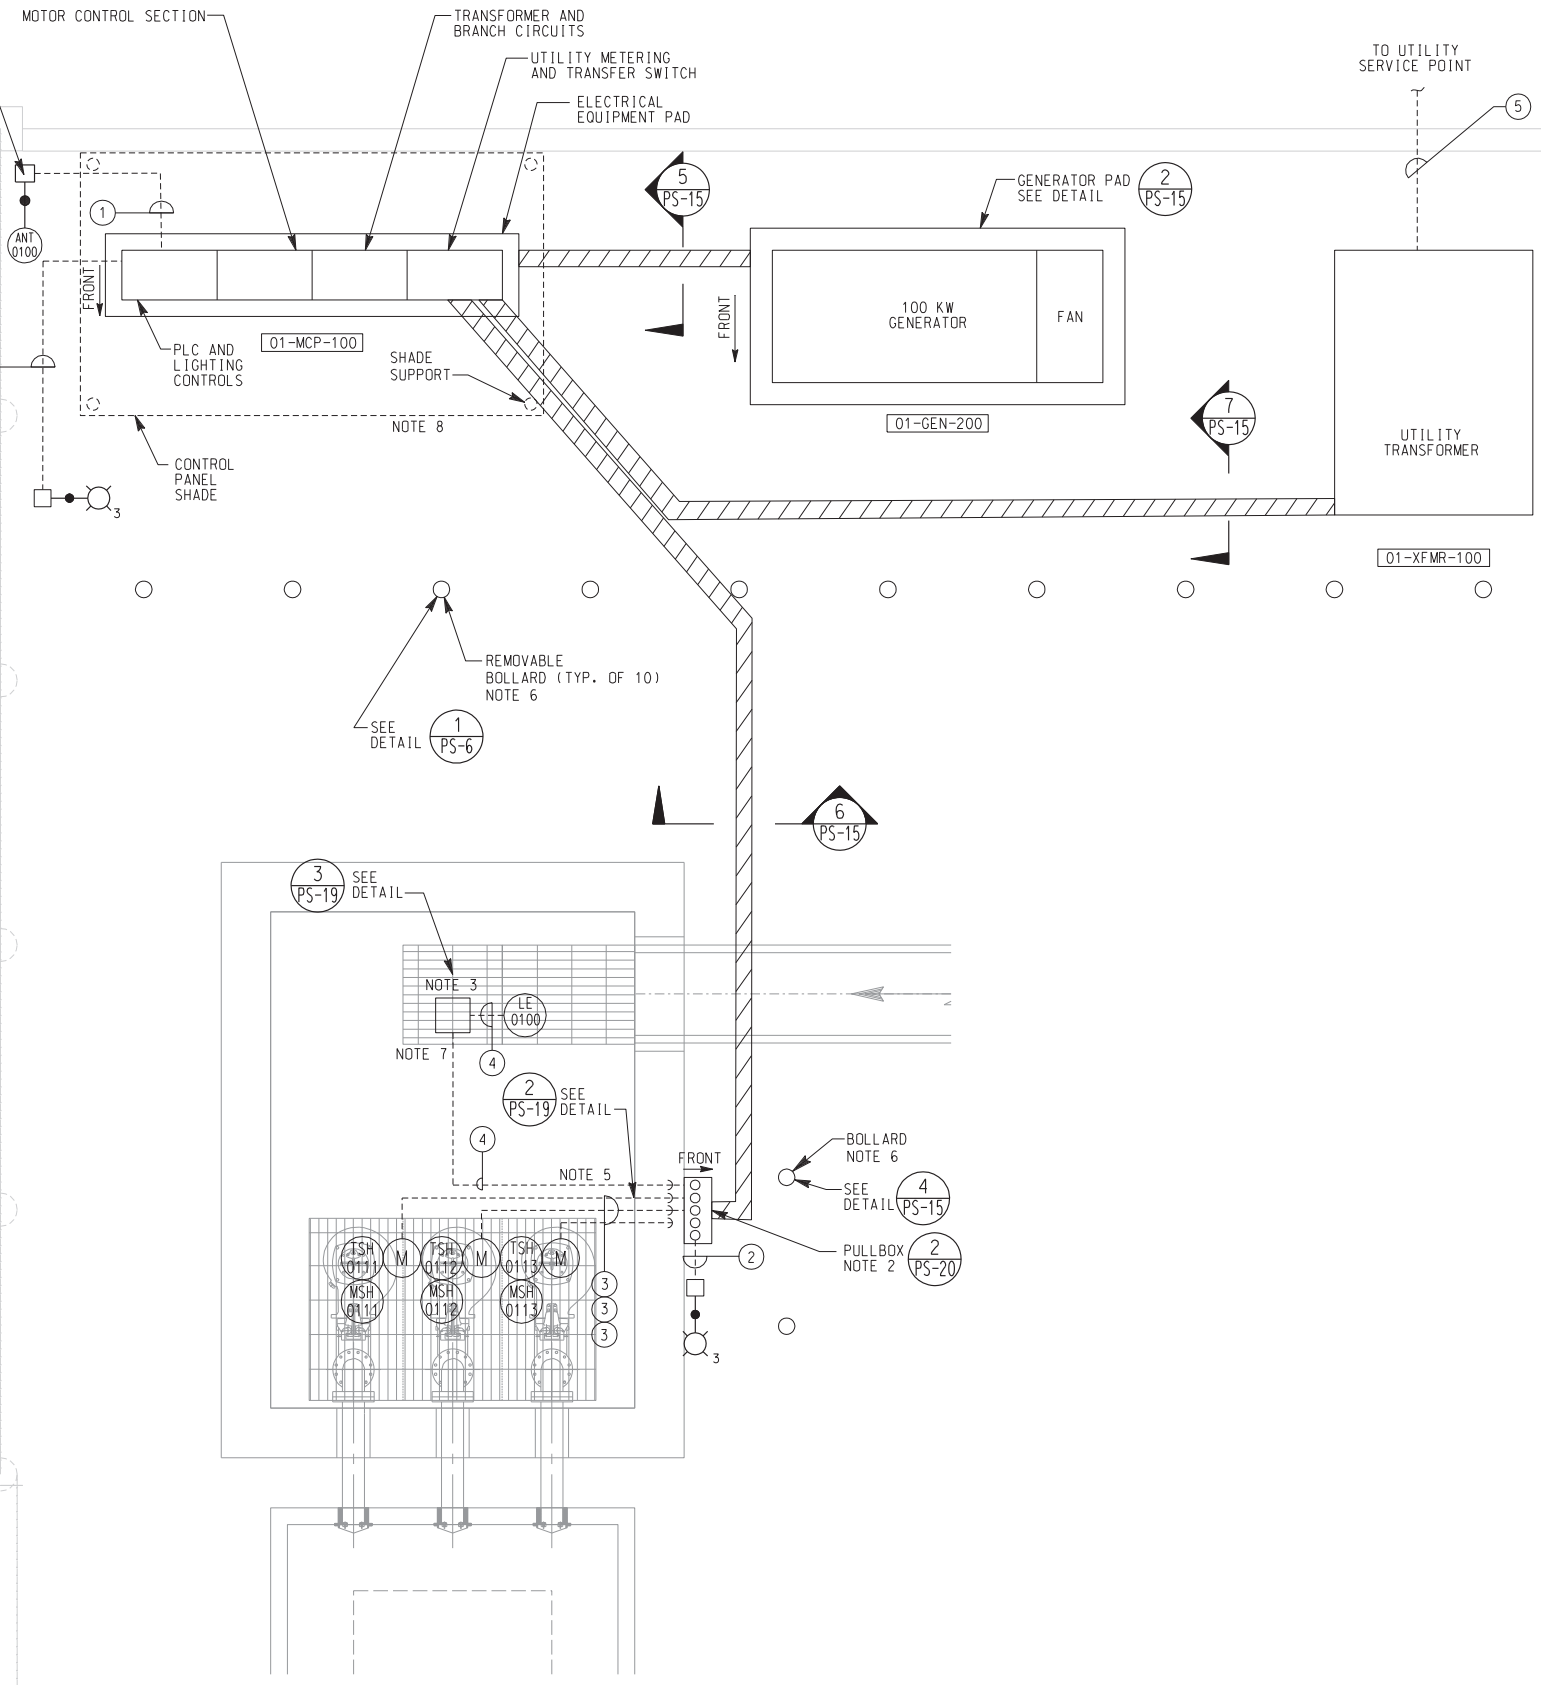 MOTOR CONTROL SECTION
TRANSFORMER AND
BRANCH CIRCUITS
UTILITY METERING
AND TRANSFER SWITCH
ELECTRICAL
EQUIPMENT PAD
TO UTILITY
SERVICE POINT
5
5
PS-15
GENERATOR PAD
SEE DETAIL
2
PS-15
1
ANT
0100
FRONT
01-MCP-100
PLC AND
LIGHTING
CONTROLS
SHADE
SUPPORT
NOTE 8
CONTROL
PANEL
SHADE
3
FRONT
100 KW
GENERATOR
FAN
01-GEN-200
7
PS-15
UTILITY
TRANSFORMER
01-XFMR-100
REMOVABLE
BOLLARD (TYP. OF 10)
NOTE 6
SEE
DETAIL
1
PS-6
6
PS-15
3
PS-19
SEE
DETAIL
NOTE 3
LE
0100
NOTE 7
4
2
PS-19
SEE
DETAIL
4
NOTE 5
FRONT
BOLLARD
NOTE 6
SEE
DETAIL
4
PS-15
PULLBOX
NOTE 2
2
PS-20
2
TSH
0111
M
TSH
0112
M
TSH
0113
M
MSH
0111
MSH
0112
MSH
0113
3
3
3
3